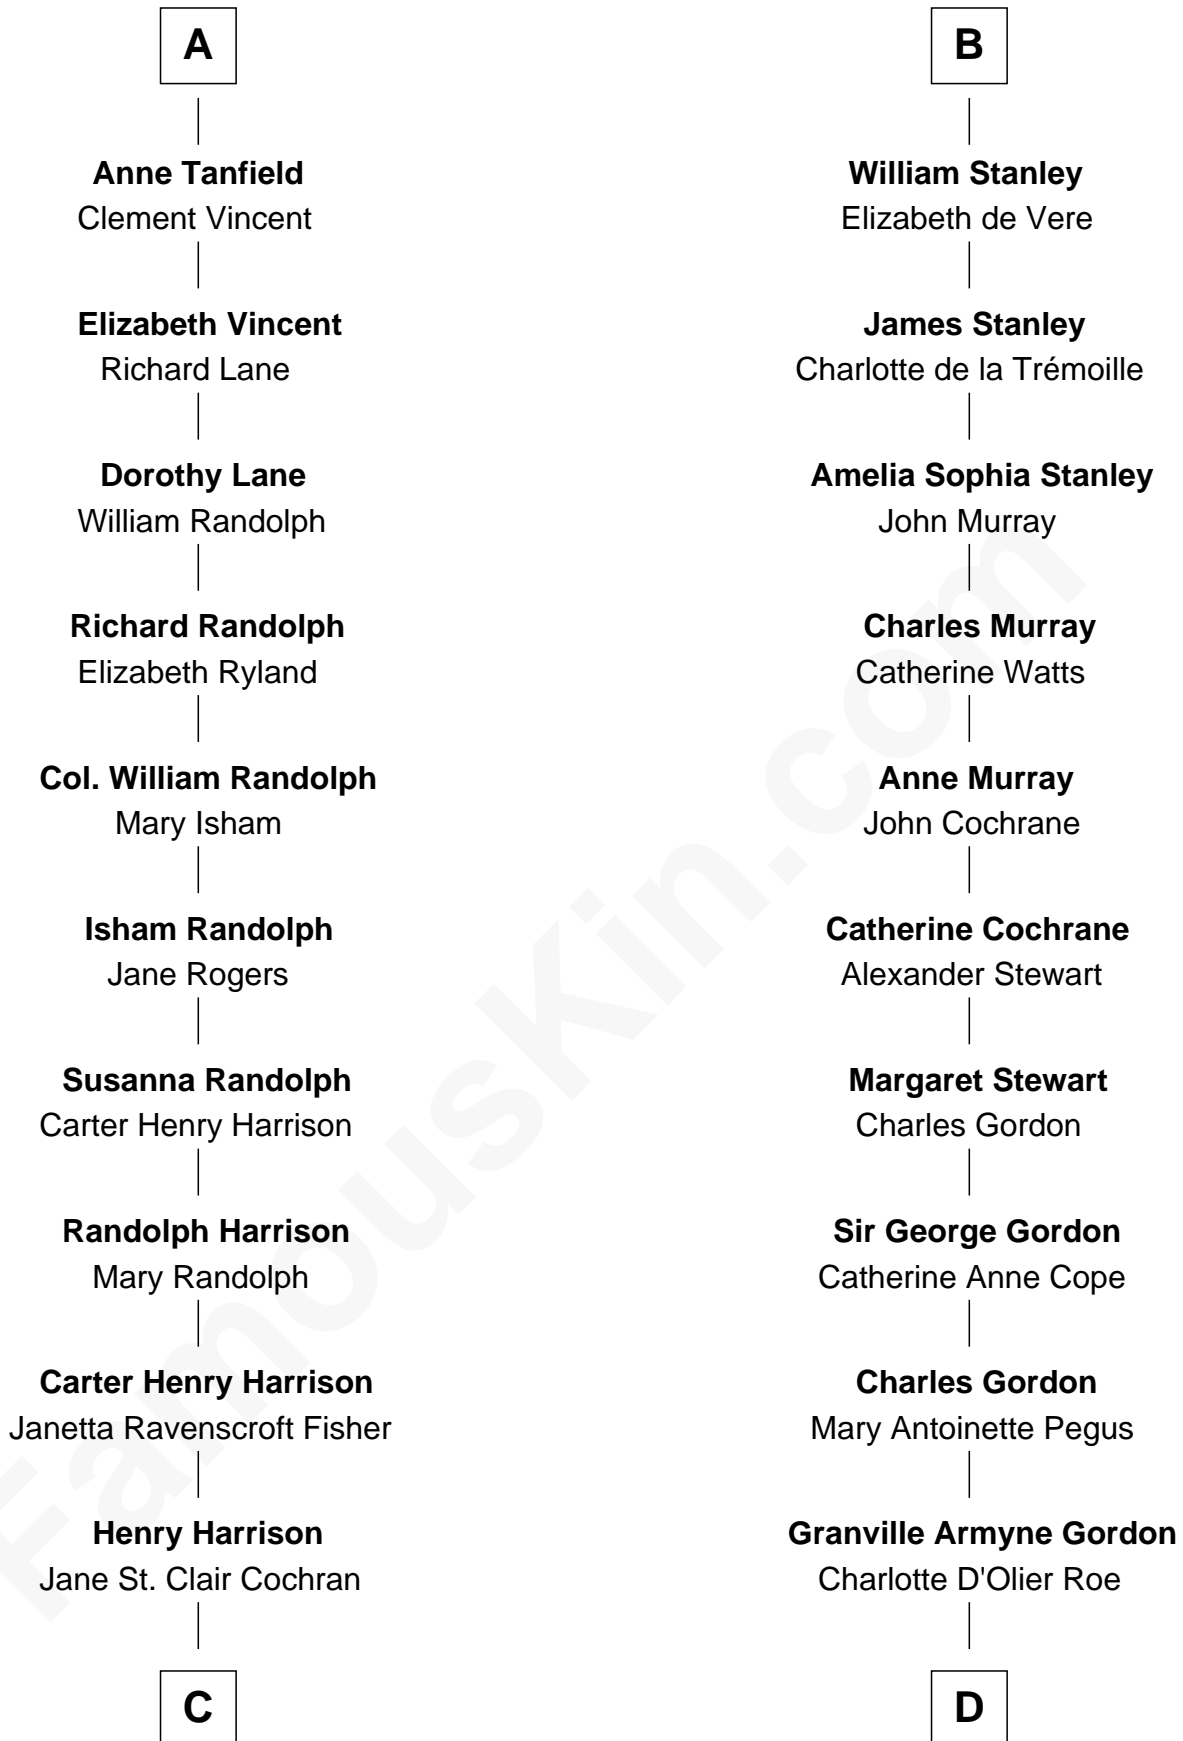 A
Anne Tanfield
Clement Vincent
Elizabeth Vincent
Richard Lane
Dorothy Lane
William Randolph
Richard Randolph
Elizabeth Ryland
Col. William Randolph
Mary Isham
Isham Randolph
Jane Rogers
Susanna Randolph
Carter Henry Harrison
Randolph Harrison
Mary Randolph
Carter Henry Harrison
Janetta Ravenscroft Fisher
Henry Harrison
Jane St. Clair Cochran
C
B
William Stanley
Elizabeth de Vere
James Stanley
Charlotte de la Trémoille
Amelia Sophia Stanley
John Murray
Charles Murray
Catherine Watts
Anne Murray
John Cochrane
Catherine Cochrane
Alexander Stewart
Margaret Stewart
Charles Gordon
Sir George Gordon
Catherine Anne Cope
Charles Gordon
Mary Antoinette Pegus
Granville Armyne Gordon
Charlotte D'Olier Roe
D
FamousKin.com